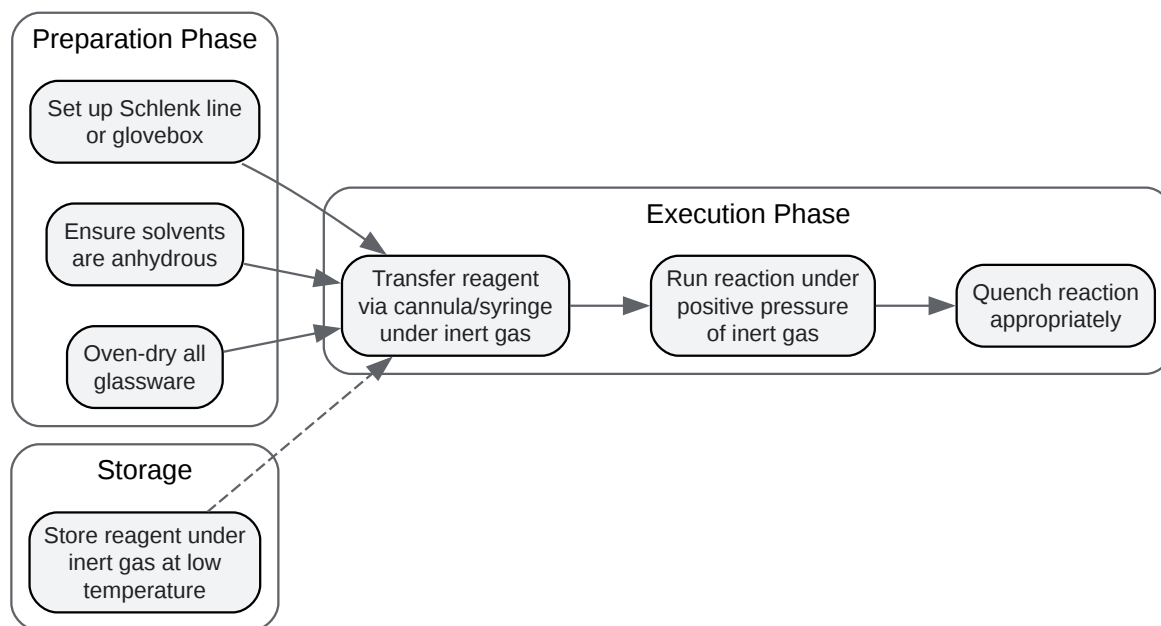 Preparation Phase
Set up Schlenk line
or glovebox
Ensure solvents
are anhydrous
Oven-dry all
glassware
Execution Phase
Transfer reagent
via cannula/syringe
under inert gas
Run reaction under
positive pressure
of inert gas
Quench reaction
appropriately
Storage
Store reagent under
inert gas at low
temperature